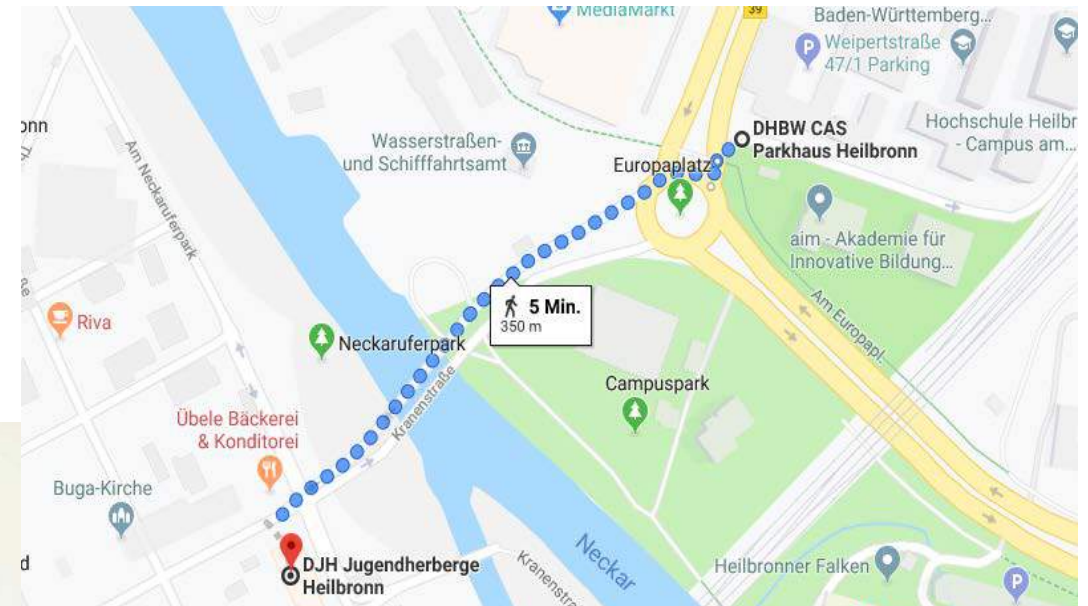 MediaMarkt
39
Baden-Württemberg...
P
Weipertstraße
47/1 Parking
onn
DHBW CAS
Parkhaus Heilbronn
Hochschule Heilbr
- Campus am...
Wasserstraßen-
und Schifffahrtsamt
Europaplatz
Am Neckaruferpark
aim - Akademie für
Innovative Bildung...
5 Min.
350 m
Riva
Neckaruferpark
Am Europapl.
Campuspark
Kranenstraße
Übele Bäckerei
& Konditorei
Buga-Kirche
DJH Jugendherberge
Heilbronn
d
Neckar
Kranenstra
Heilbronner Falken
P